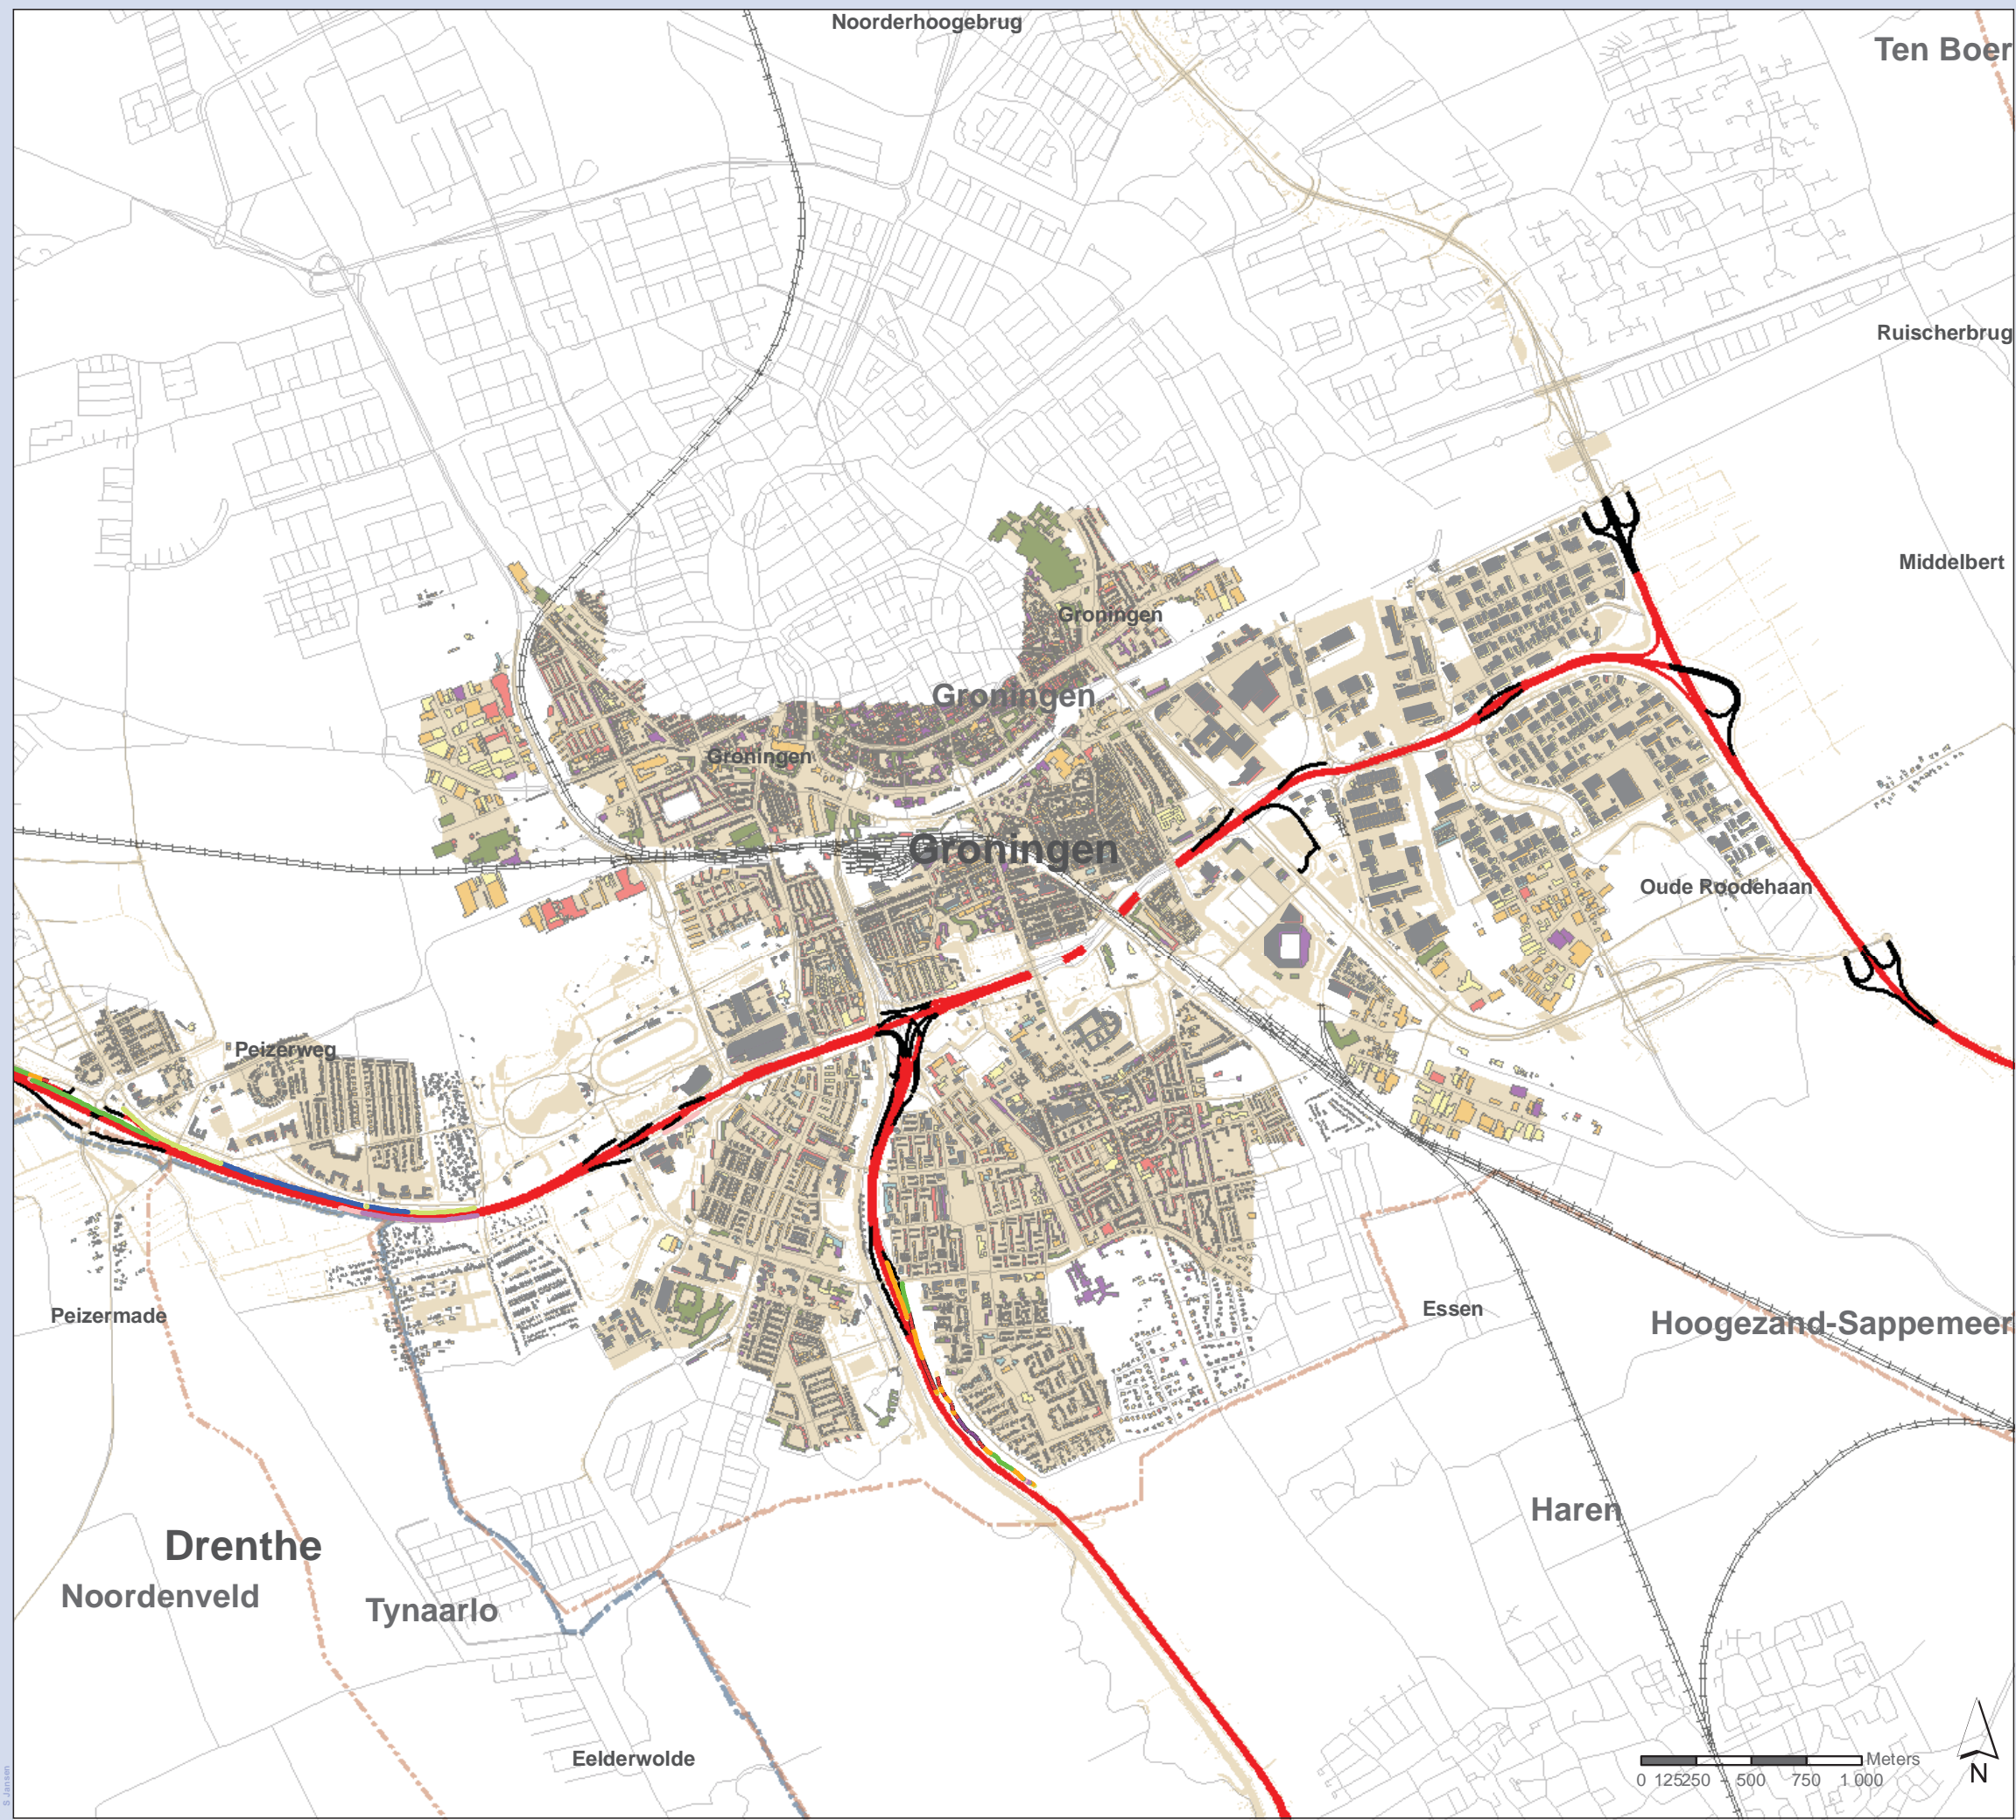 Noorderhoogebrug
Ten Boer
Ruischerbrug
Middelbert
Groningen
Groningen
Groningen
Groningen
Oude Roodehaan
Peizerweg
Peizermade
Essen
Hoogezand-Sappemeer
Haren
Drenthe
Noordenveld
Tynaarlo
Eelderwolde
Meters
0 125250 500 750 1 000
N
S Jansen